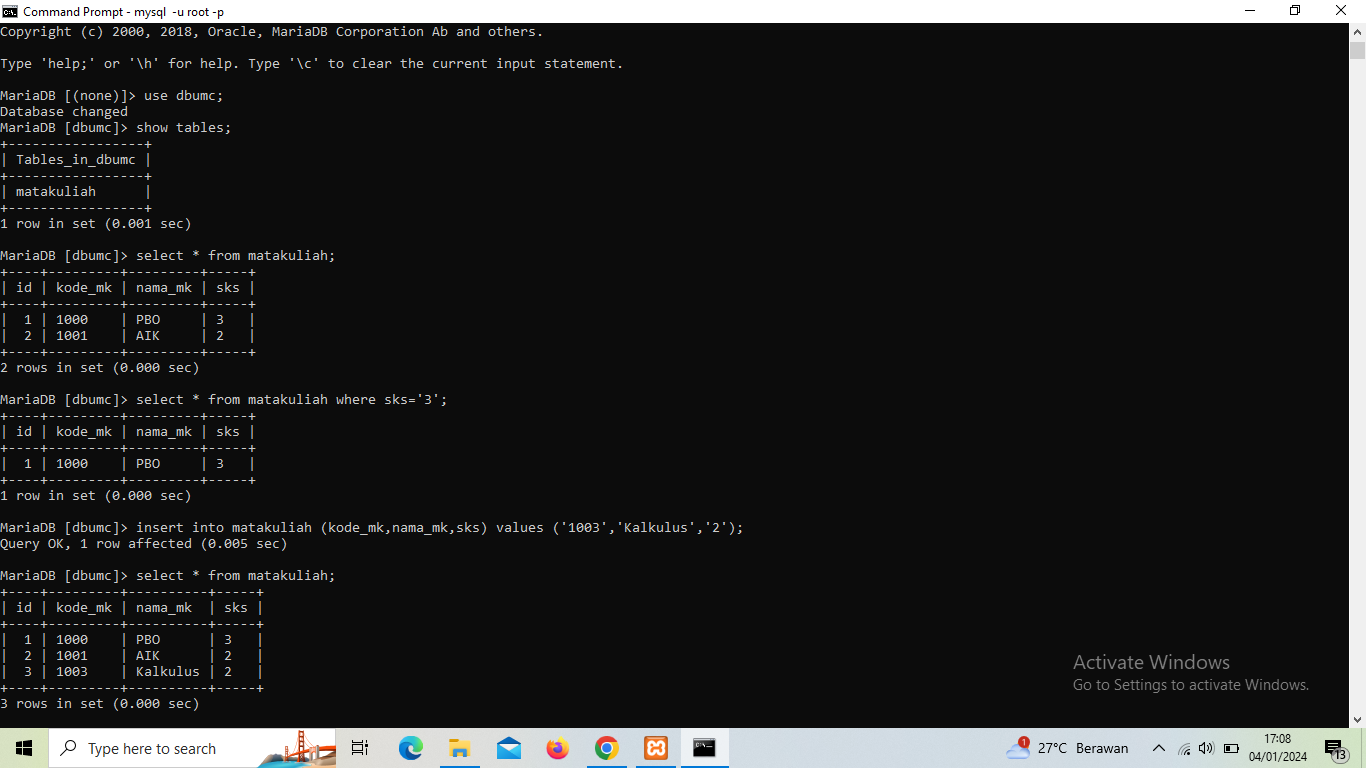 Command Prompt - mysql  -u root -p
Copyright (c) 2000, 2018, Oracle, MariaDB Corporation Ab and others.
Type 'help;' or '\h' for help. Type '\c' to clear the current input statement.
MariaDB [(none)]> use dbumc;
Database changed
MariaDB [dbumc]> show tables;
+-----------------+
| Tables_in_dbumc |
+-----------------+
| matakuliah      |
+-----------------+
1 row in set (0.001 sec)
MariaDB [dbumc]> select * from matakuliah;
+----+---------+---------+-----+
| id | kode_mk | nama_mk | sks |
+----+---------+---------+-----+
|  1 | 1000    | PBO     | 3   |
|  2 | 1001    | AIK     | 2   |
+----+---------+---------+-----+
2 rows in set (0.000 sec)
MariaDB [dbumc]> select * from matakuliah where sks='3';
+----+---------+---------+-----+
| id | kode_mk | nama_mk | sks |
+----+---------+---------+-----+
|  1 | 1000    | PBO     | 3   |
+----+---------+---------+-----+
1 row in set (0.000 sec)
MariaDB [dbumc]> insert into matakuliah (kode_mk,nama_mk,sks) values ('1003','Kalkulus','2');
Query OK, 1 row affected (0.005 sec)
MariaDB [dbumc]> select * from matakuliah;
+----+---------+----------+-----+
| id | kode_mk | nama_mk  | sks |
+----+---------+----------+-----+
|  1 | 1000    | PBO      | 3   |
|  2 | 1001    | AIK      | 2   |
|  3 | 1003    | Kalkulus | 2   |
+----+---------+----------+-----+
3 rows in set (0.000 sec)
Activate Windows
Go to Settings to activate Windows.
Type here to search
1
27°C Berawan
17:08
04/01/2024
13